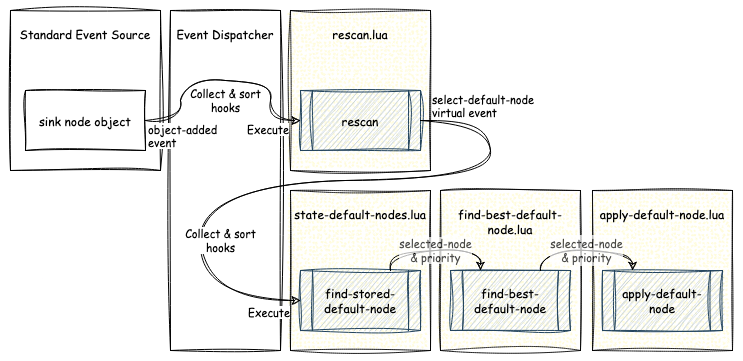 Standard Event Source
Event Dispatcher
rescan.lua
sink node object
Collect & sort
hooks
object-added
event
Execute
rescan
select-default-node
virtual event
state-default-nodes.lua
find-best-default-
node.lua
apply-default-node.lua
Collect & sort
hooks
Execute
find-stored-
default-node
selected-node
& priority
find-best-
default-node
selected-node
& priority
apply-default-
node